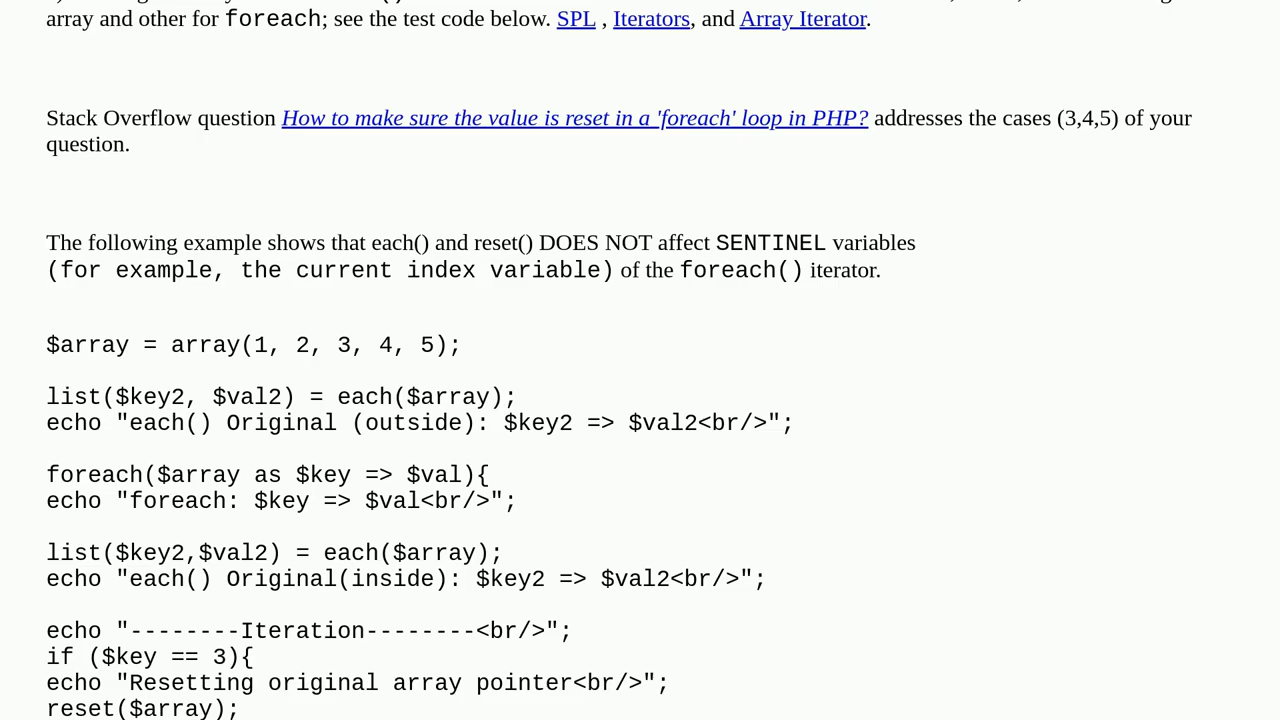 array and other for foreach; see the test code below. SPL , Iterators, and Array Iterator.
Stack Overflow question How to make sure the value is reset in a 'foreach' loop in PHP? addresses the cases (3,4,5) of your
question.
The following example shows that each() and reset() DOES NOT affect SENTINEL variables
(for example, the current index variable) of the foreach() iterator.
$array = array(1, 2, 3, 4, 5);
list($key2, $val2) = each($array);
echo "each() Original (outside): $key2 => $val2<br/>";
foreach($array as $key => $val){
echo "foreach: $key => $val<br/>";
list($key2,$val2) = each($array);
echo "each() Original(inside): $key2 => $val2<br/>";
echo "--------Iteration--------<br/>";
if ($key == 3){
echo "Resetting original array pointer<br/>";
reset($array);